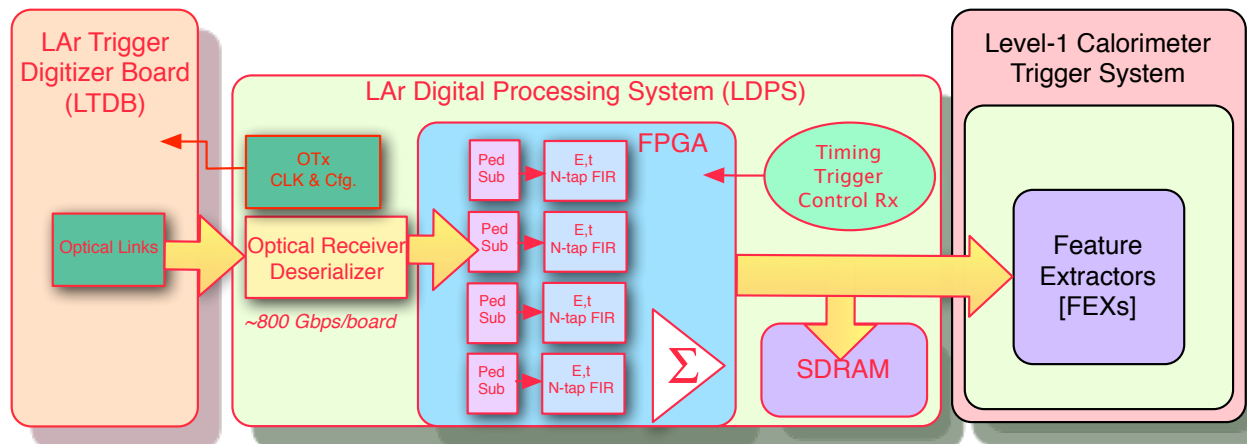 LAr Trigger
Digitizer Board
(LTDB)
Optical Links
LAr Digital Processing System (LDPS)
OTx
CLK & Cfg.
Optical Receiver
Deserializer
~800 Gbps/board
FPGA
Ped
Sub
E,t
N-tap FIR
Ped
Sub
E,t
N-tap FIR
Ped
Sub
E,t
N-tap FIR
Ped
Sub
E,t
N-tap FIR
Σ
Timing
Trigger
Control Rx
SDRAM
Level-1 Calorimeter
Trigger System
Feature
Extractors
[FEXs]